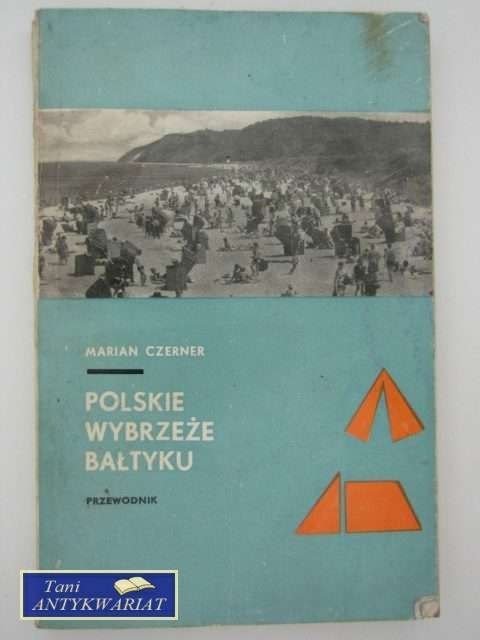 MARIAN CZERNER
POLSKIE
WYBRZEŻE
BAŁTYKU
PRZEWODNIK
Tani
ANTYKWARIAT